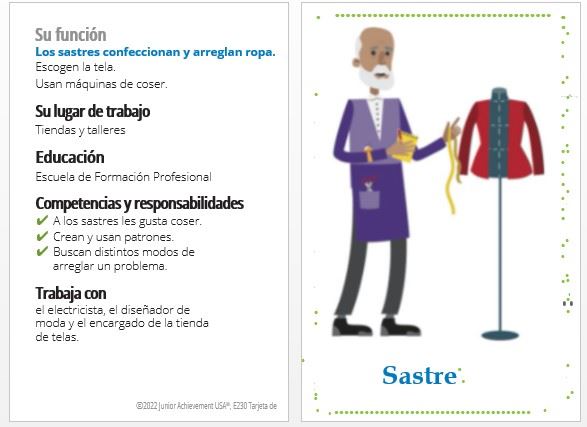 Su función
Los sastres confeccionan y arreglan ropa.
Escogen la tela.
Usan máquinas de coser.
Su lugar de trabajo
Tiendas y talleres
Educación
Escuela de Formación Profesional
Competencias y responsabilidades
✔ A los sastres les gusta coser.
✔ Crean y usan patrones.
✔ Buscan distintos modos de
arreglar un problema.
Trabaja con
el electricista, el diseñador de
moda y el encargado de la tienda
de telas.
©2022 Junior Achievement USA®, E230 Tarjeta de
Sastre